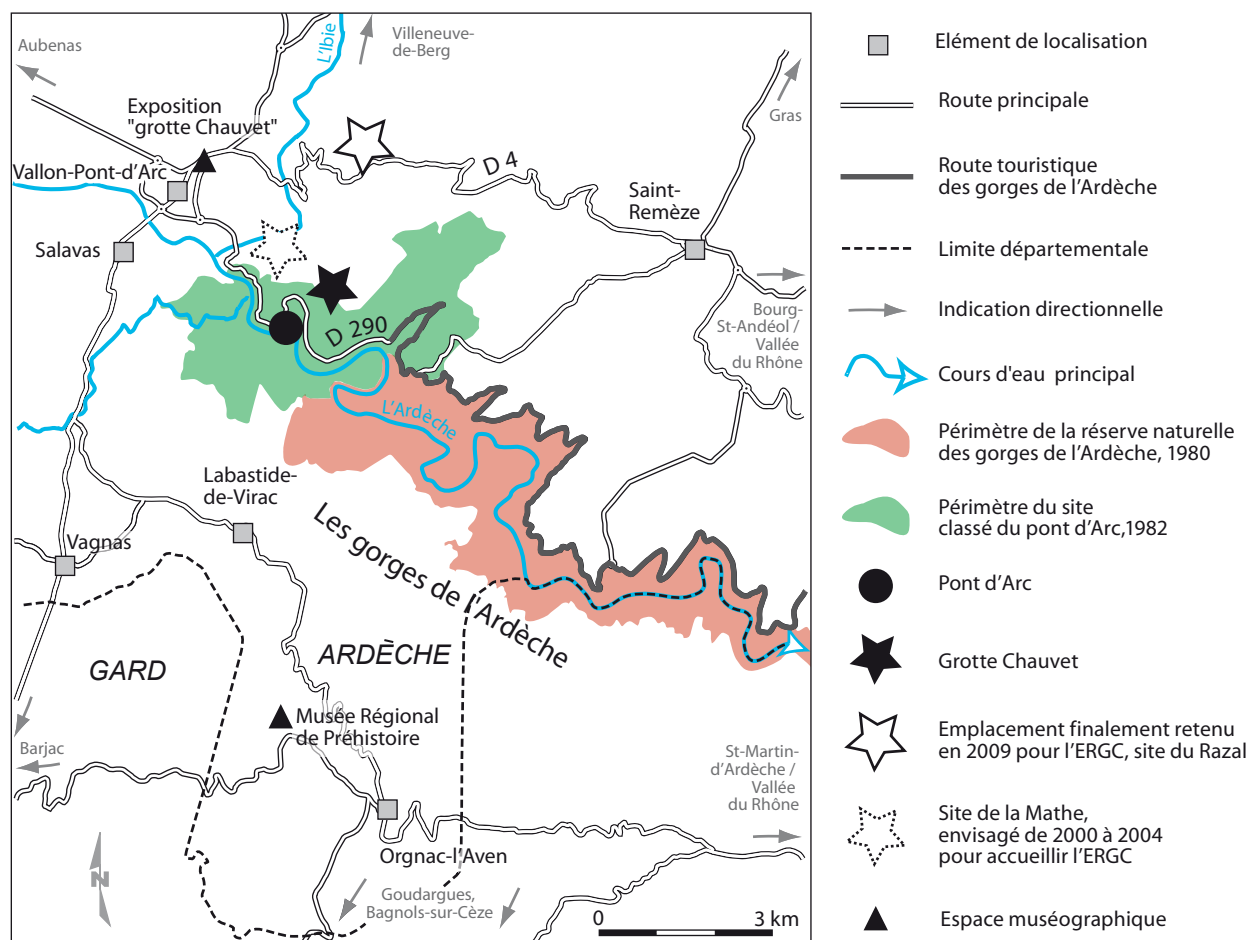 Aubenas
L'Ibie
Villeneuve-
de-Berg
Gras
Exposition
"grotte Chauvet"
Vallon-Pont-d'Arc
D 4
Saint-
Remèze
Salavas
D 290
Bourg-
St-Andéol /
Vallée
du Rhône
L'Ardèche
Labastide-
de-Virac
Les gorges de l'Ardèche
Vagnas
GARD
ARDÈCHE
Musée Régional
de Préhistoire
Barjac
St-Martin-
d'Ardèche /
Vallée
du Rhône
Orgnac-l'Aven
Goudargues,
Bagnols-sur-Cèze
N
0 3 km
Elément de localisation
Route principale
Route touristique
des gorges de l'Ardèche
Limite départementale
Indication directionnelle
Cours d'eau principal
Périmètre de la réserve naturelle
des gorges de l'Ardèche, 1980
Périmètre du site
classé du pont d'Arc,1982
Pont d'Arc
Grotte Chauvet
Emplacement finalement retenu
en 2009 pour l'ERGC, site du Razal
Site de la Mathe,
envisagé de 2000 à 2004
pour accueillir l'ERGC
Espace muséographique